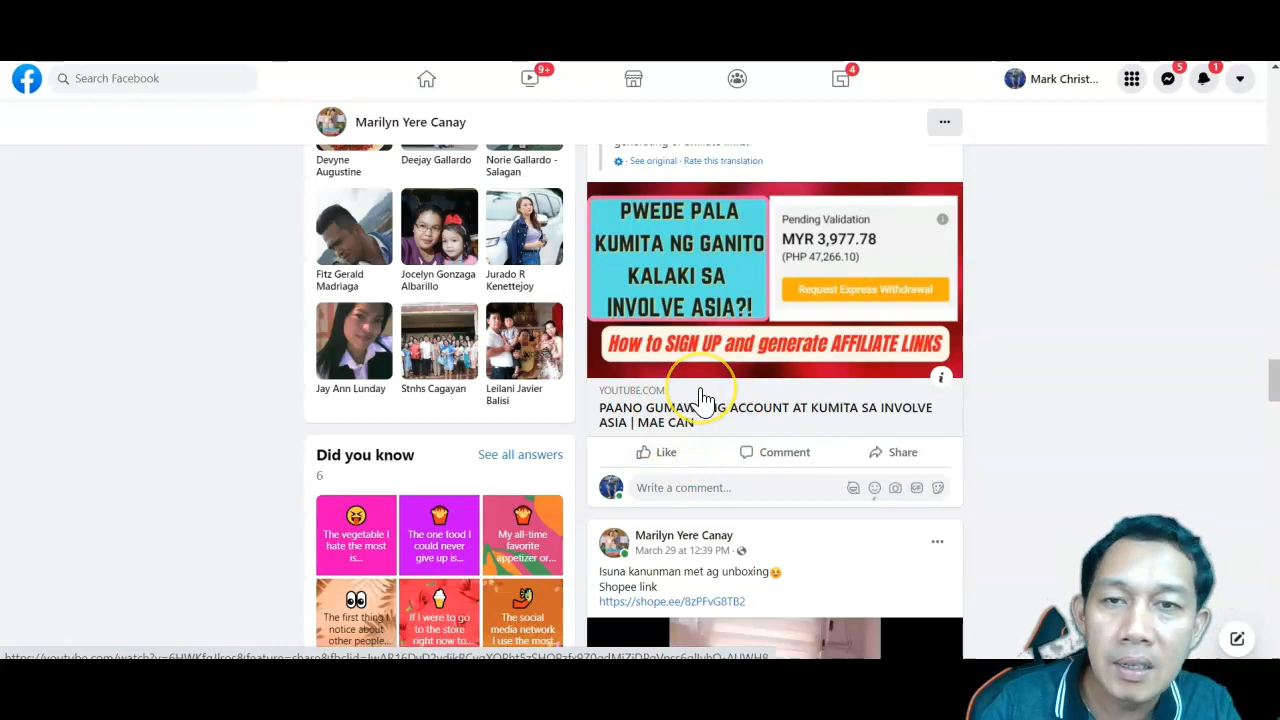 Search Facebook
9+
4
Mark Christ...
5
1
Marilyn Yere Canay
...
Devyne
Augustine
Deejay Gallardo
Norie Gallardo -
Salagan
Fitz Gerald
Madriaga
Jocelyn Gonzaga
Albarillo
Jurado R
Kenettejoy
Jay Ann Lunday
Stnhs Cagayan
Leilani Javier
Balisi
Did you know
See all answers
6
The vegetable I
hate the most
is...
The one food I
could never
give up is...
My all-time
favorite
appetizer or...
The first thing I
notice about
other people...
If I were to go
to the store
right now to...
The social
media network
I use the most...
· See original · Rate this translation
PWEDE PALA
KUMITA NG GANITO
KALAKI SA
INVOLVE ASIA?!
Pending Validation
MYR 3,977.78
(PHP 47,266.10)
Request Express Withdrawal
How to SIGN UP and generate AFFILIATE LINKS
YOUTUBE.COM
PAANO GUMAW NG ACCOUNT AT KUMITA SA INVOLVE
ASIA | MAE CAN
Like
Comment
Share
Write a comment...
Marilyn Yere Canay
March 29 at 12:39 PM ·
Isuna kanunman met ag unboxing
Shopee link
https://shope.ee/8zPFvG8TB2